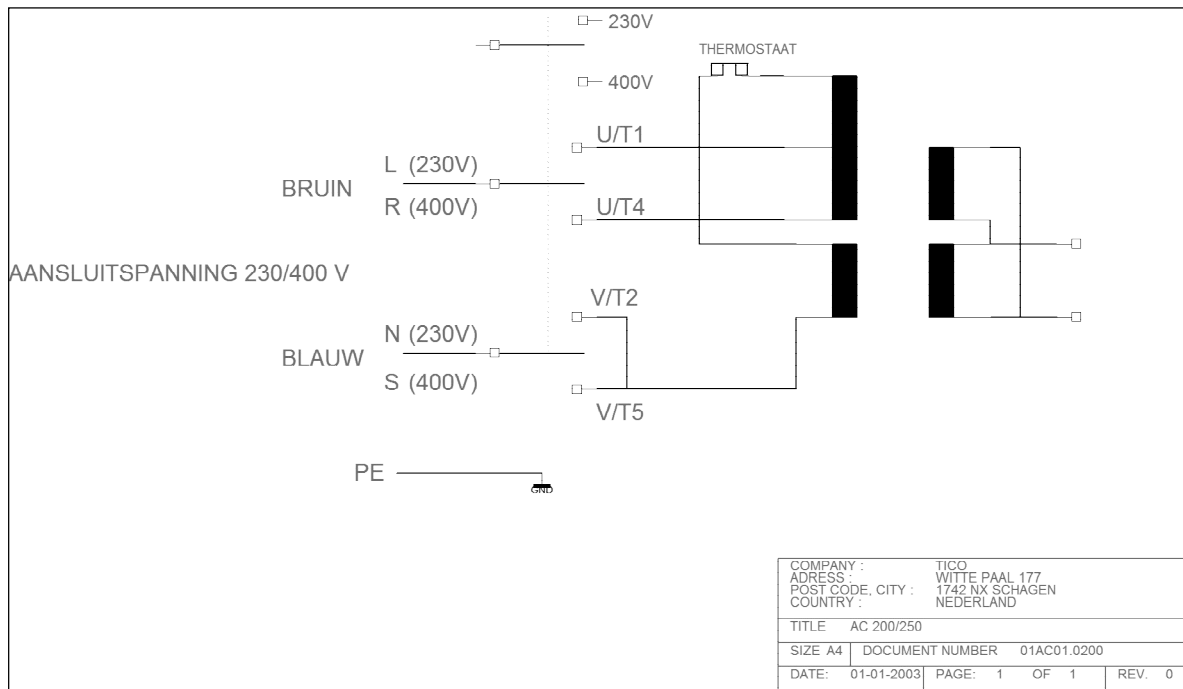 230V
THERMOSTAAT
400V
U/T1
L (230V)
BRUIN
R (400V)
U/T4
AANSLUITSPANNING 230/400 V
V/T2
N (230V)
BLAUW
S (400V)
V/T5
PE
GND
COMPANY : TICO
ADRESS : WITTE PAAL 177
POST CODE, CITY : 1742 NX SCHAGEN
COUNTRY : NEDERLAND
TITLE AC 200/250
SIZE A4 DOCUMENT NUMBER 01AC01.0200
DATE: 01-01-2003 PAGE: 1 OF 1 REV. 0